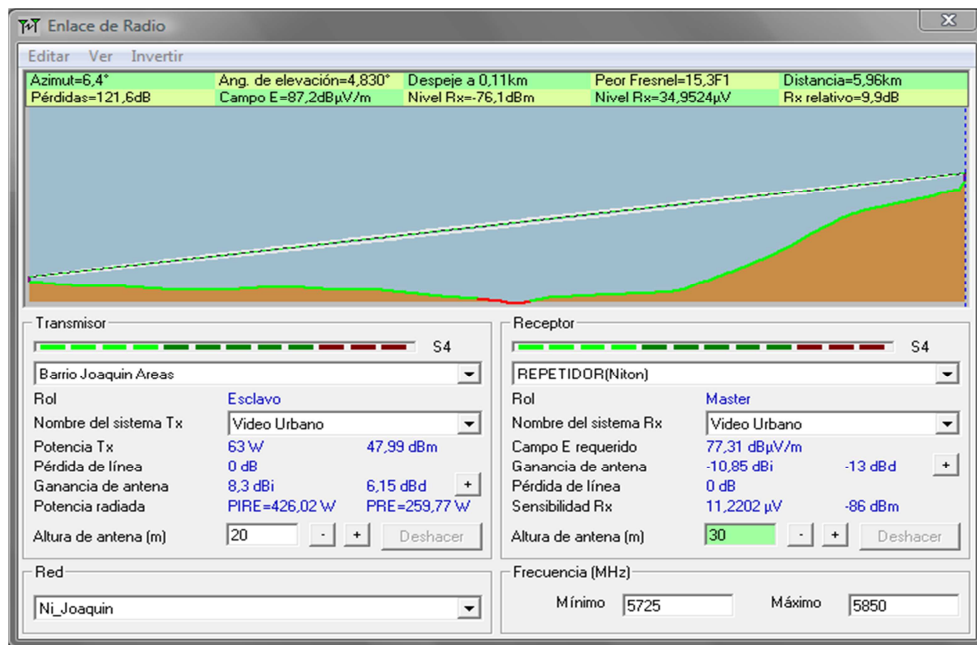 Enlace de Radio
Editar Ver Invertir
Azimut=6,4° Ang. de elevación=4,830° Despeje a 0,11km Peor Fresnel=15,3F1 Distancia=5,96km
Pérdidas=121,6dB Campo E=87,2dBµV/m Nivel Rx=-76,1dBm Nivel Rx=34,9524µV Rx relativo=9,9dB
Transmisor
S4
Barrio Joaquin Areas
Rol Esclavo
Nombre del sistema Tx Video Urbano
Potencia Tx 63 W 47,99 dBm
Pérdida de línea 0 dB
Ganancia de antena 8,3 dBi 6,15 dBd +
Potencia radiada PIRE=426,02 W PRE=259,77 W
Altura de antena (m) 20 - + Deshacer
Red
Ni_Joaquin
Receptor
S4
REPETIDOR(Niton)
Rol Master
Nombre del sistema Rx Video Urbano
Campo E requerido 77,31 dBµV/m
Ganancia de antena -10,85 dBi -13 dBd +
Pérdida de línea 0 dB
Sensibilidad Rx 11,2202 µV -86 dBm
Altura de antena (m) 30 - + Deshacer
Frecuencia (MHz)
Mínimo 5725 Máximo 5850